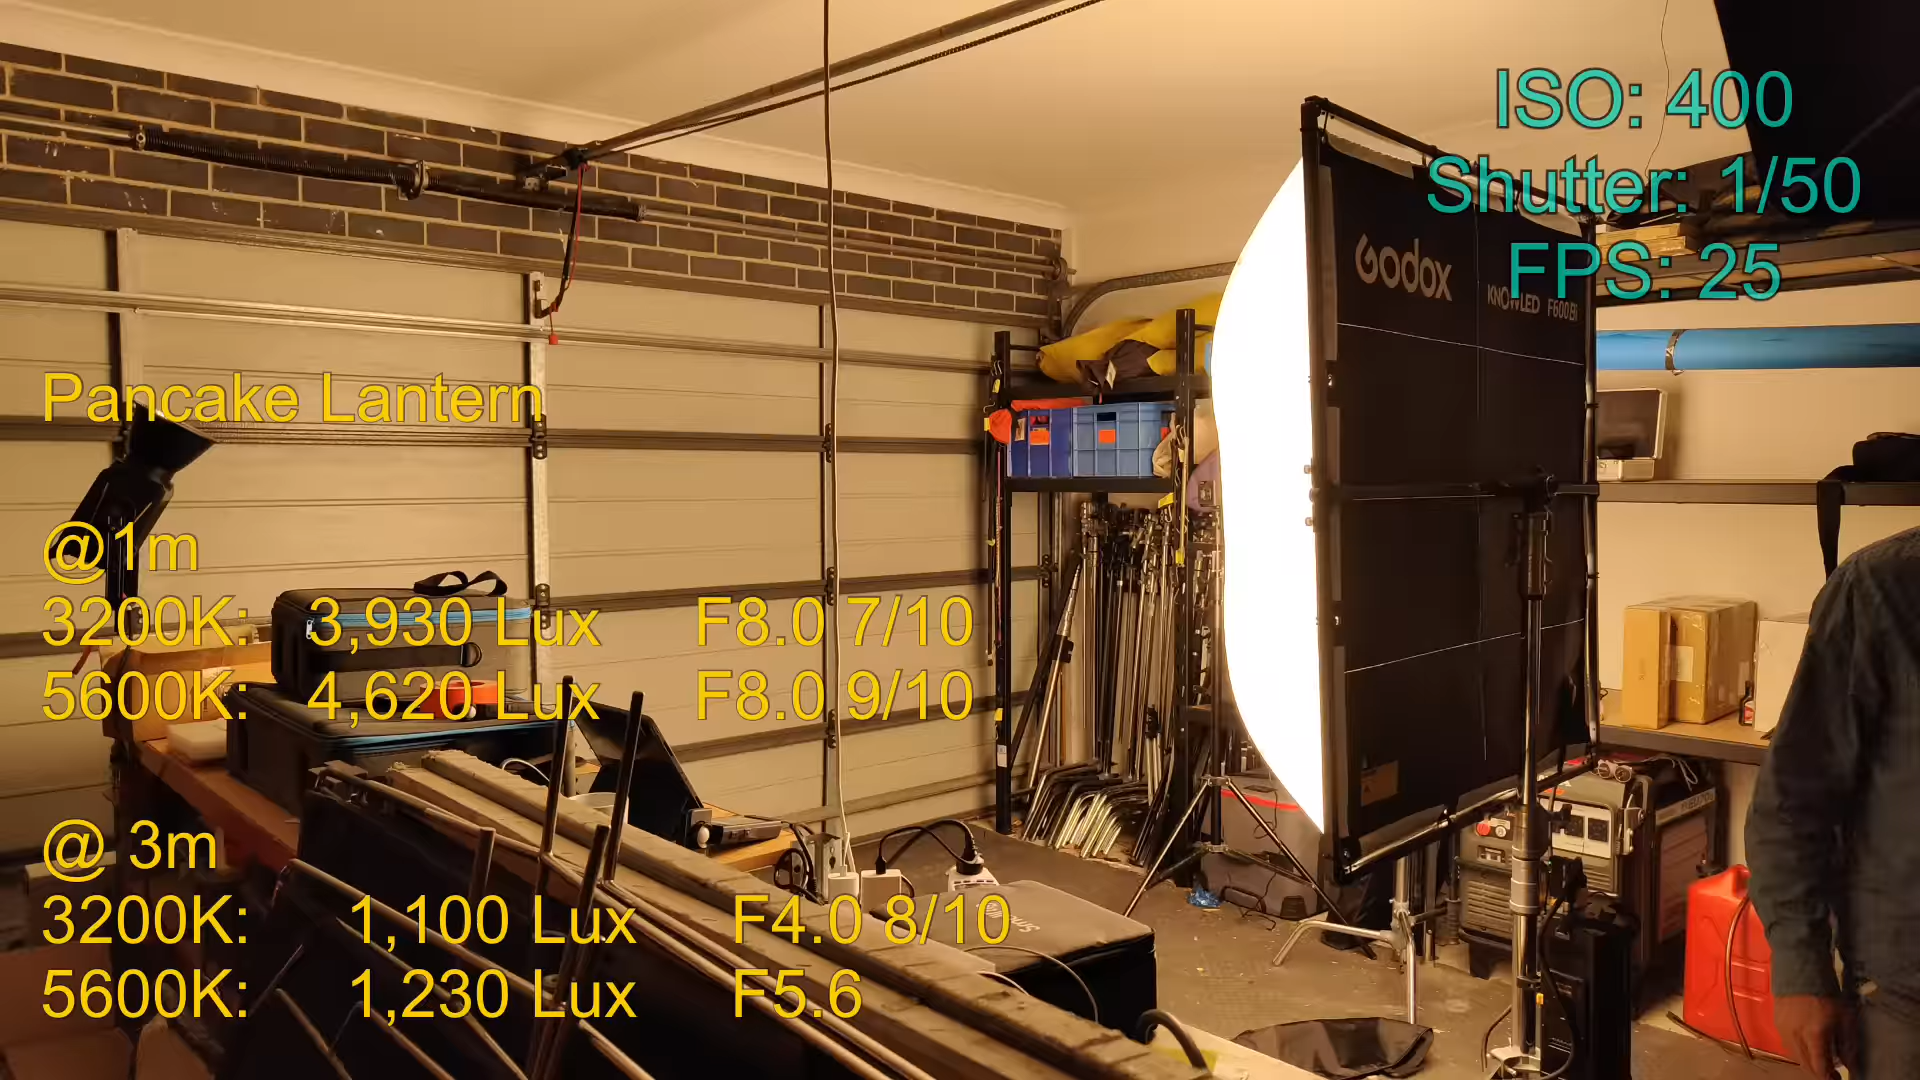 ISO: 400
Shutter: 1/50
FPS: 25
Godox
KNOWLED F600Bi
Pancake Lantern
@1m
3200K: 3,930 Lux F8.0 7/10
5600K: 4,620 Lux F8.0 9/10
@ 3m
3200K: 1,100 Lux F4.0 8/10
5600K: 1,230 Lux F5.6